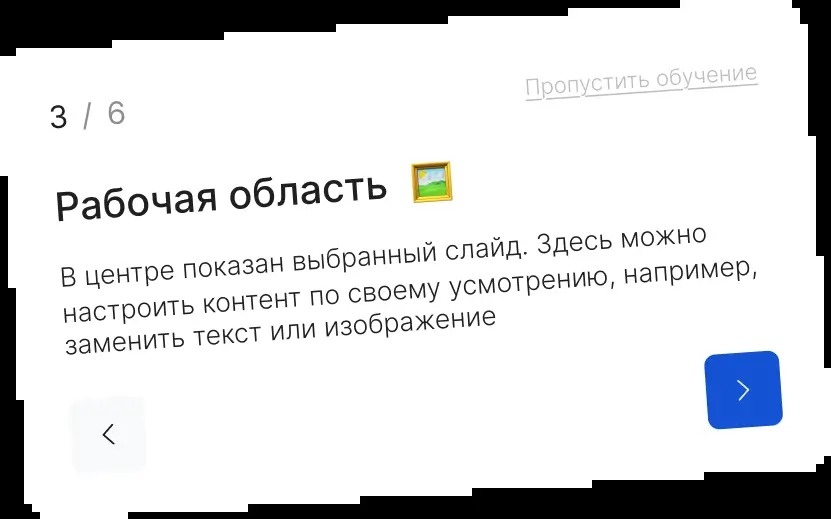 Пропустить обучение
3 / 6
Рабочая область
В центре показан выбранный слайд. Здесь можно
настроить контент по своему усмотрению, например,
заменить текст или изображение